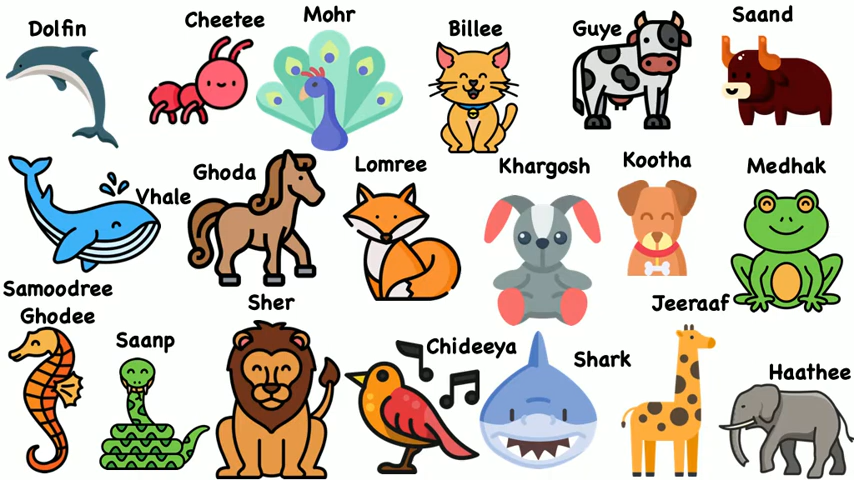 Dolfin
Cheetee
Mohr
Billee
Guye
Saand
Vhale
Ghoda
Lomree
Khargosh
Kootha
Medhak
Samoodree
Ghodee
Saanp
Sher
Chideeya
Shark
Jeeraaf
Haathee